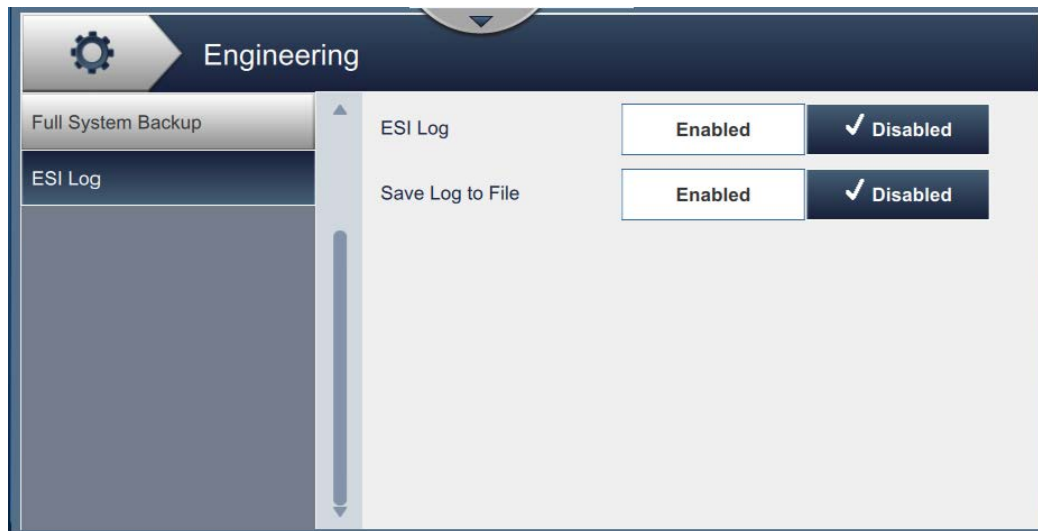 Engineering
Full System Backup
ESI Log
ESI Log Enabled ✓ Disabled
Save Log to File Enabled ✓ Disabled